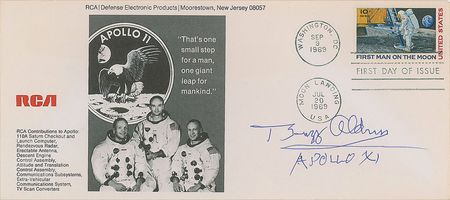 RCA | Defense Electronic Products | Moorestown, New Jersey 08057
APOLLO 11
"That's one
small step
for a man,
one giant
leap for
mankind."
RCA
RCA Contributions to Apollo:
110A Saturn Checkout and
Launch Computer,
Rendezvous Radar,
Erectable Antenna,
Descent Engine
Control Assembly,
Attitude and Translation
Control Assembly,
Communications Subsystems,
Extra-Vehicular
Communications System,
TV Scan Converters
WASHINGTON, DC
SEP
9
1969
10¢
UNITED STATES
FIRST MAN ON THE MOON
FIRST DAY OF ISSUE
MOON LANDING
JUL
20
1969
USA
Buzz Aldrin
APOLLO XI